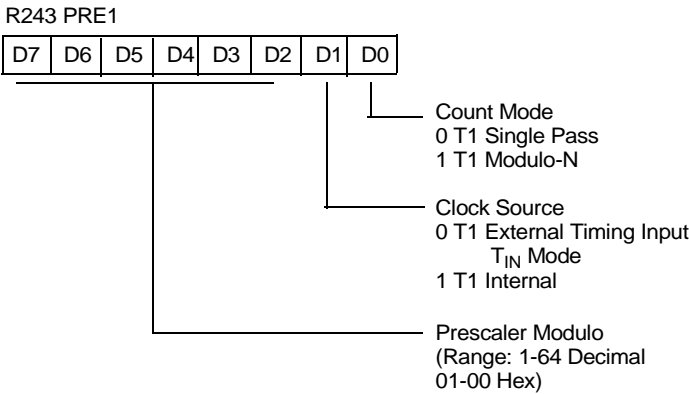 R243 PRE1
D7 D6 D5 D4 D3 D2 D1 D0
Count Mode
0 T1 Single Pass
1 T1 Modulo-N
Clock Source
0 T1 External Timing Input
TIN Mode
1 T1 Internal
Prescaler Modulo
(Range: 1-64 Decimal
01-00 Hex)